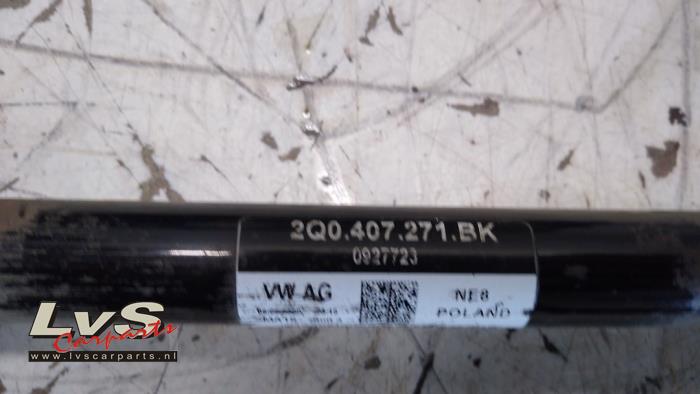 2Q0.407.271.BK
0927723
VW AG
NE8
POLAND
LvS
Carparts
www.lvscarparts.nl